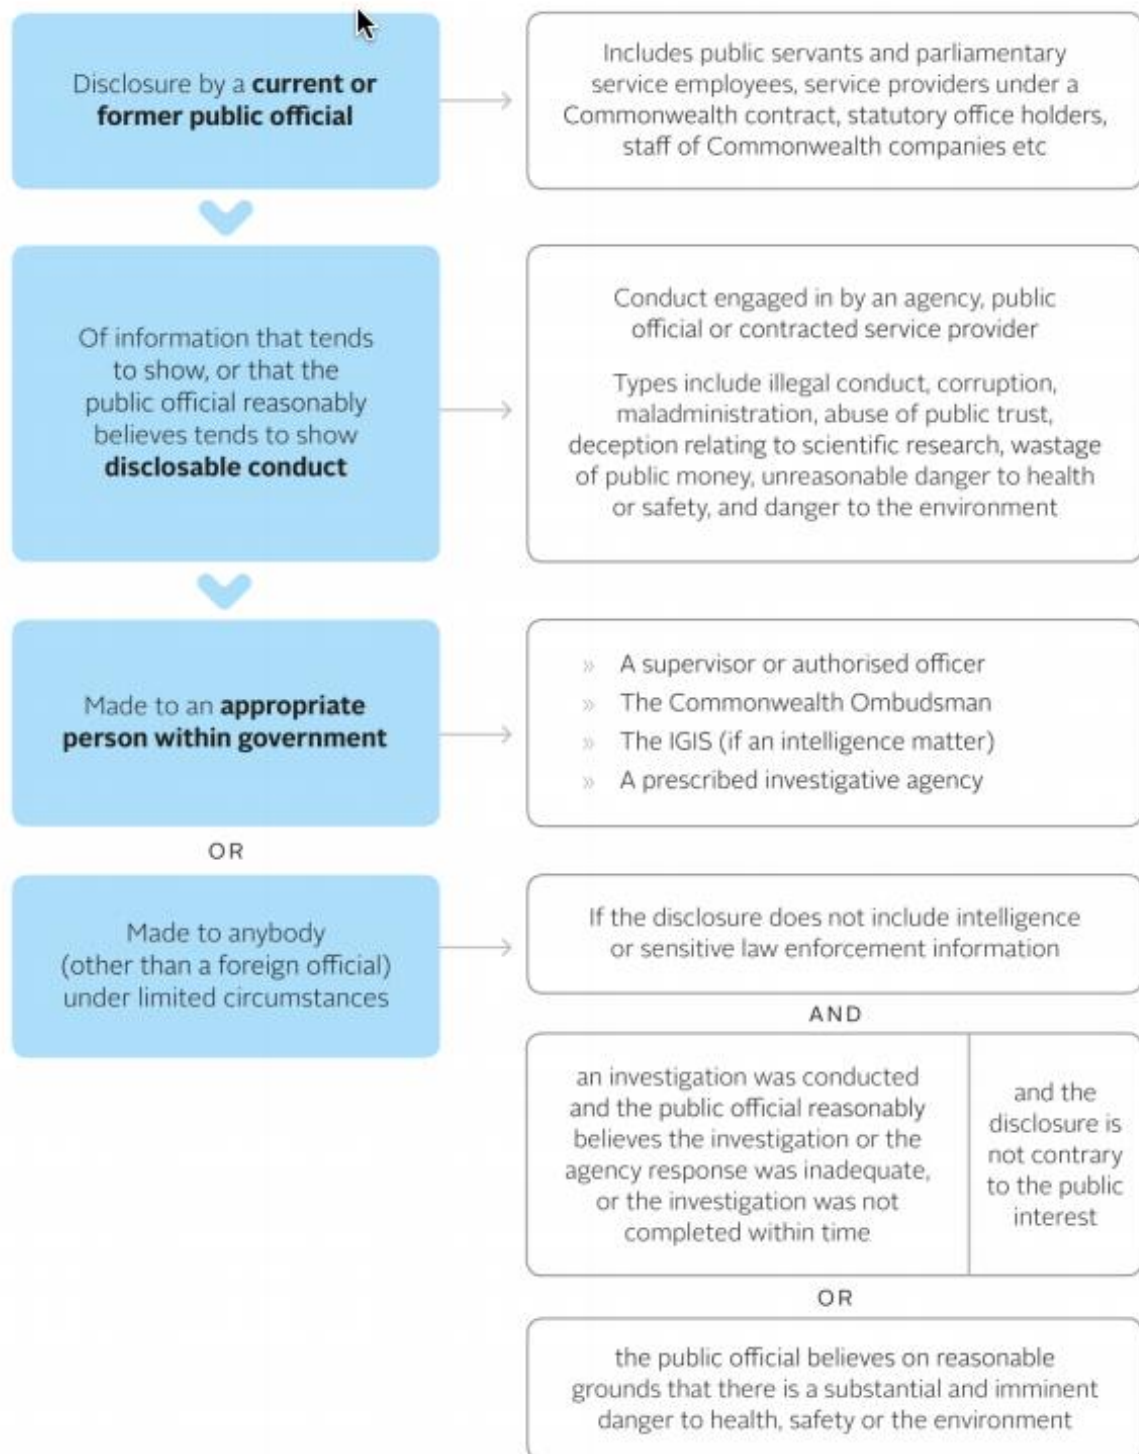 Disclosure by a current or
former public official
Includes public servants and parliamentary
service employees, service providers under a
Commonwealth contract, statutory office holders,
staff of Commonwealth companies etc
Of information that tends
to show, or that the
public official reasonably
believes tends to show
disclosable conduct
Conduct engaged in by an agency, public
official or contracted service provider
Types include illegal conduct, corruption,
maladministration, abuse of public trust,
deception relating to scientific research, wastage
of public money, unreasonable danger to health
or safety, and danger to the environment
Made to an appropriate
person within government
» A supervisor or authorised officer
» The Commonwealth Ombudsman
» The IGIS (if an intelligence matter)
» A prescribed investigative agency
OR
Made to anybody
(other than a foreign official)
under limited circumstances
If the disclosure does not include intelligence
or sensitive law enforcement information
AND
an investigation was conducted
and the public official reasonably
believes the investigation or the
agency response was inadequate,
or the investigation was not
completed within time
and the
disclosure is
not contrary
to the public
interest
OR
the public official believes on reasonable
grounds that there is a substantial and imminent
danger to health, safety or the environment